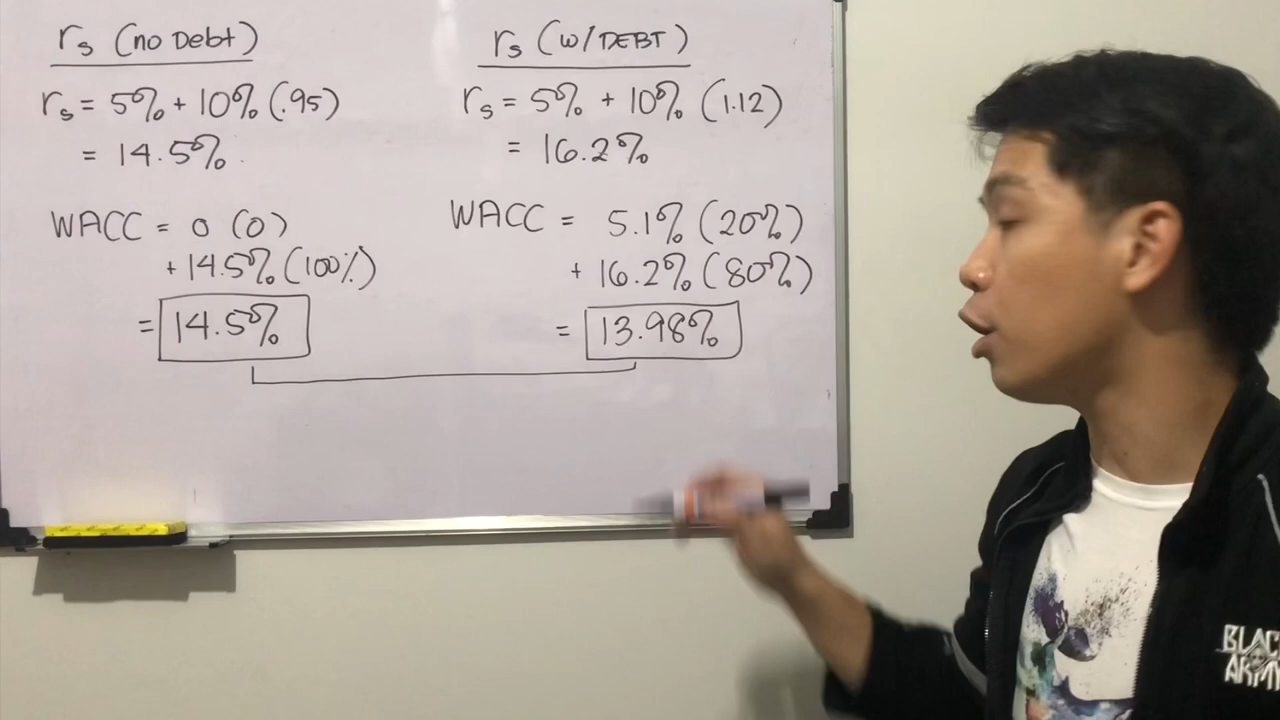 rs (no Debt)
rs = 5% + 10% (.95)
= 14.5%
WACC = 0 (0)
+ 14.5% (100%)
= 14.5%
rs (w/ DEBT)
rs = 5% + 10% (1.12)
= 16.2%
WACC = 5.1% (20%)
+ 16.2% (80%)
= 13.98%